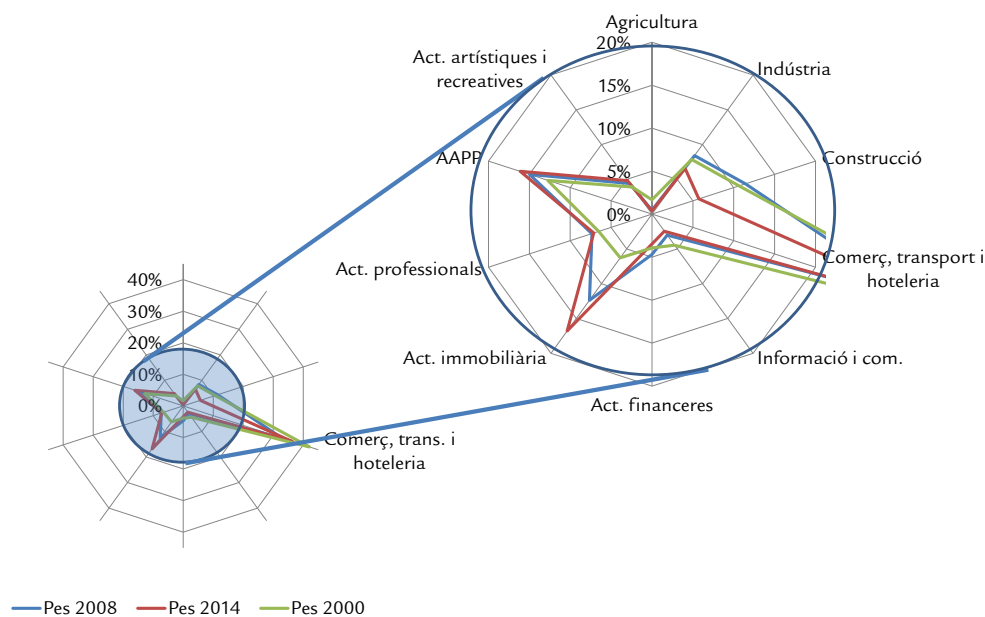 Agricultura
20%
15%
10%
5%
0%
Indústria
Construcció
Comerç, transport i
hoteleria
Informació i com.
Act. financeres
Act. immobiliària
Act. professionals
AAPP
Act. artístiques i
recreatives
40%
30%
20%
10%
0%
Comerç, trans. i
hoteleria
Pes 2008
Pes 2014
Pes 2000